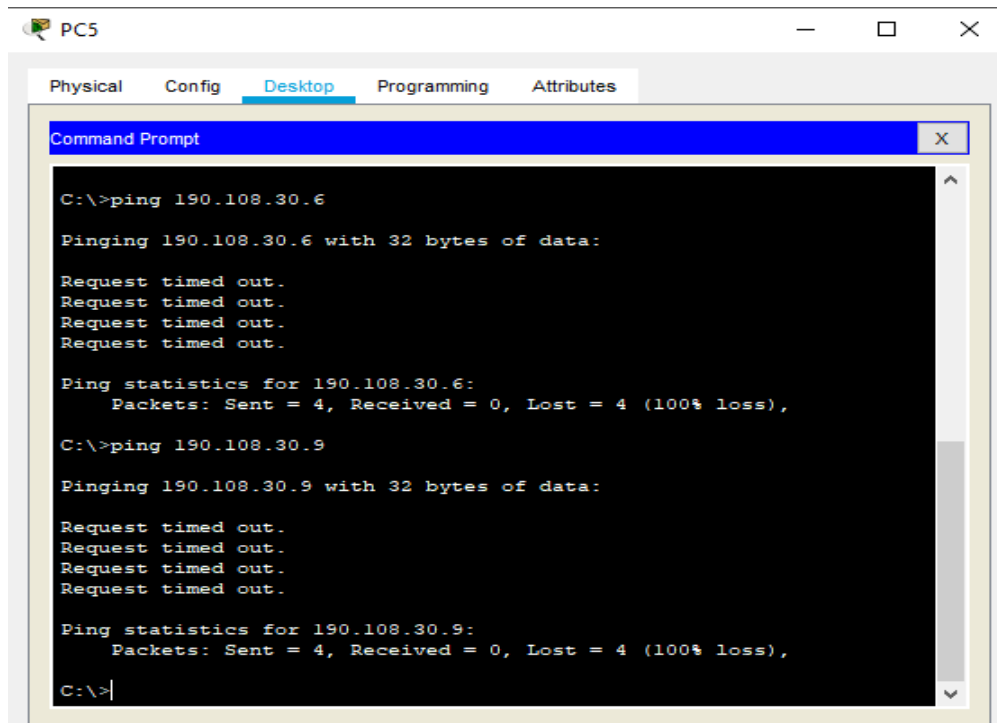 PC5
Physical Config Desktop Programming Attributes
Command Prompt
X
C:\>ping 190.108.30.6
Pinging 190.108.30.6 with 32 bytes of data:
Request timed out.
Request timed out.
Request timed out.
Request timed out.
Ping statistics for 190.108.30.6:
Packets: Sent = 4, Received = 0, Lost = 4 (100% loss),
C:\>ping 190.108.30.9
Pinging 190.108.30.9 with 32 bytes of data:
Request timed out.
Request timed out.
Request timed out.
Request timed out.
Ping statistics for 190.108.30.9:
Packets: Sent = 4, Received = 0, Lost = 4 (100% loss),
C:\>